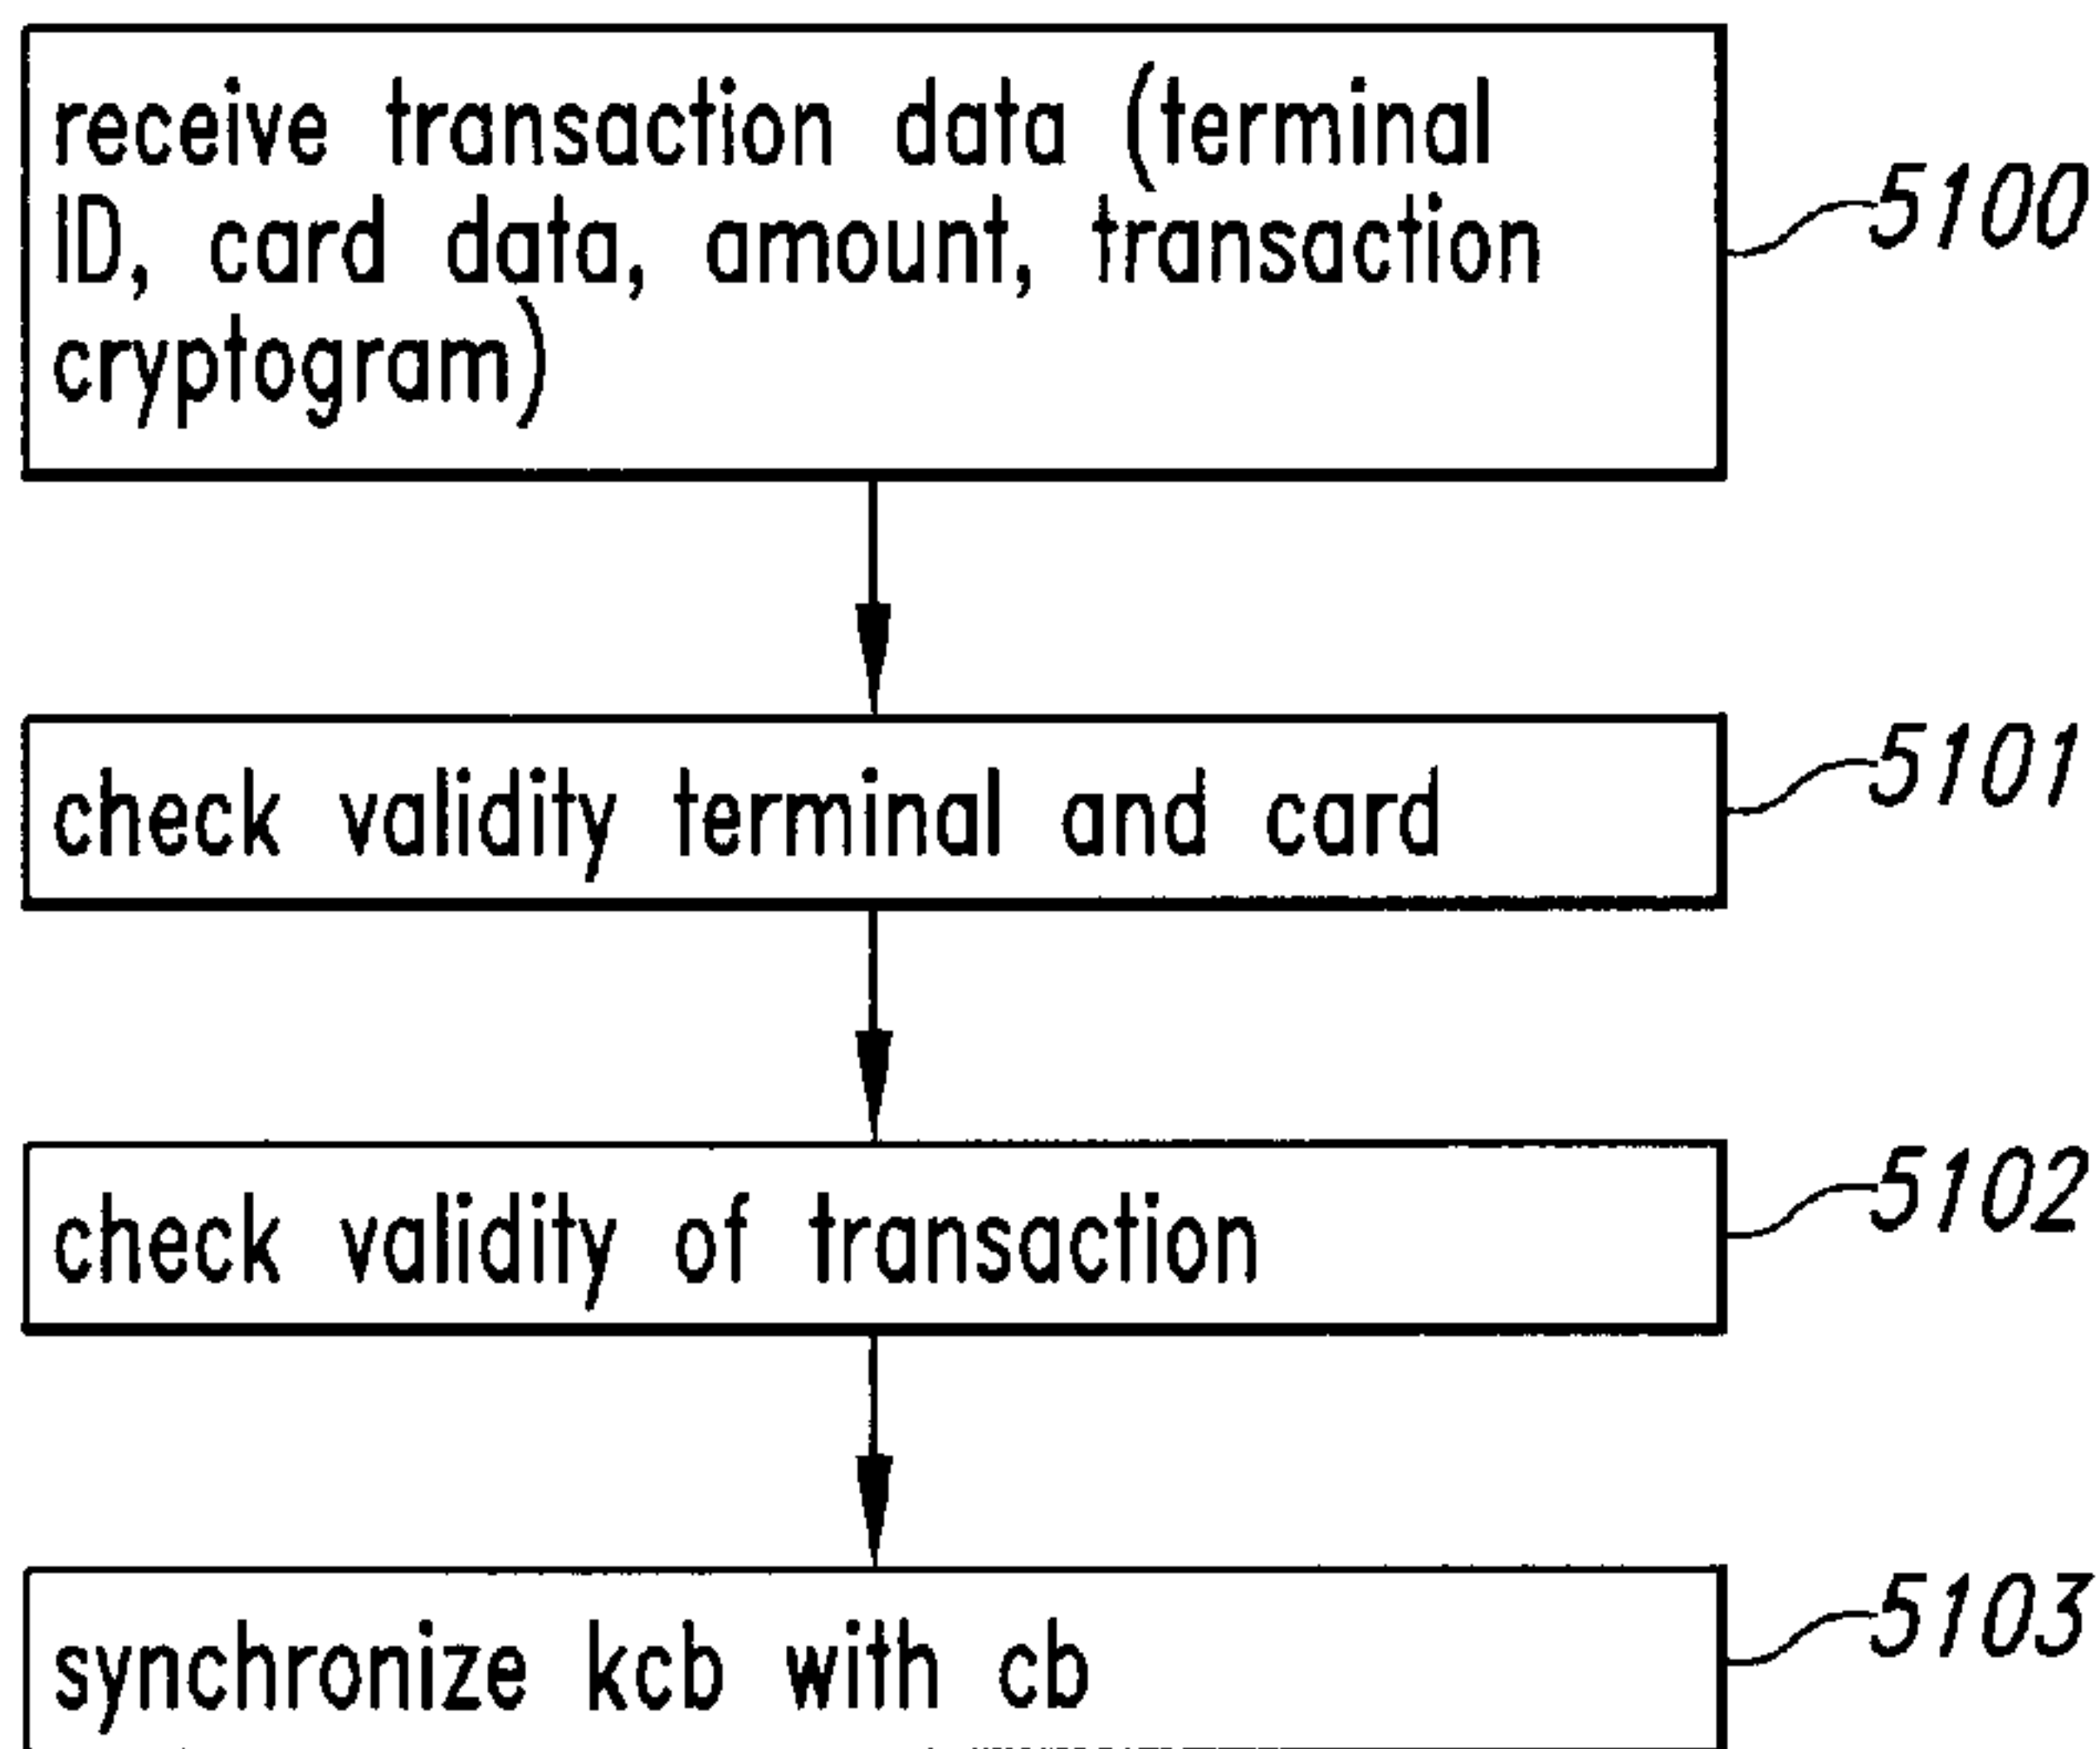 receive transaction data (terminal
ID, card data, amount, transaction
cryptogram)
5100
check validity terminal and card
5101
check validity of transaction
5102
synchronize kcb with cb
5103